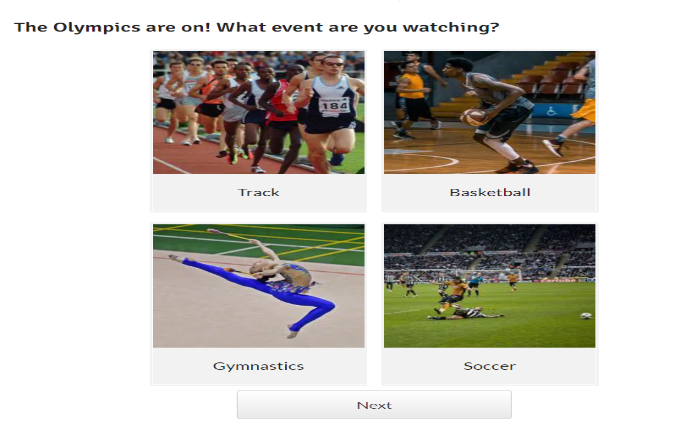 The Olympics are on! What event are you watching?
184
Track
Basketball
Gymnastics
Soccer
Next